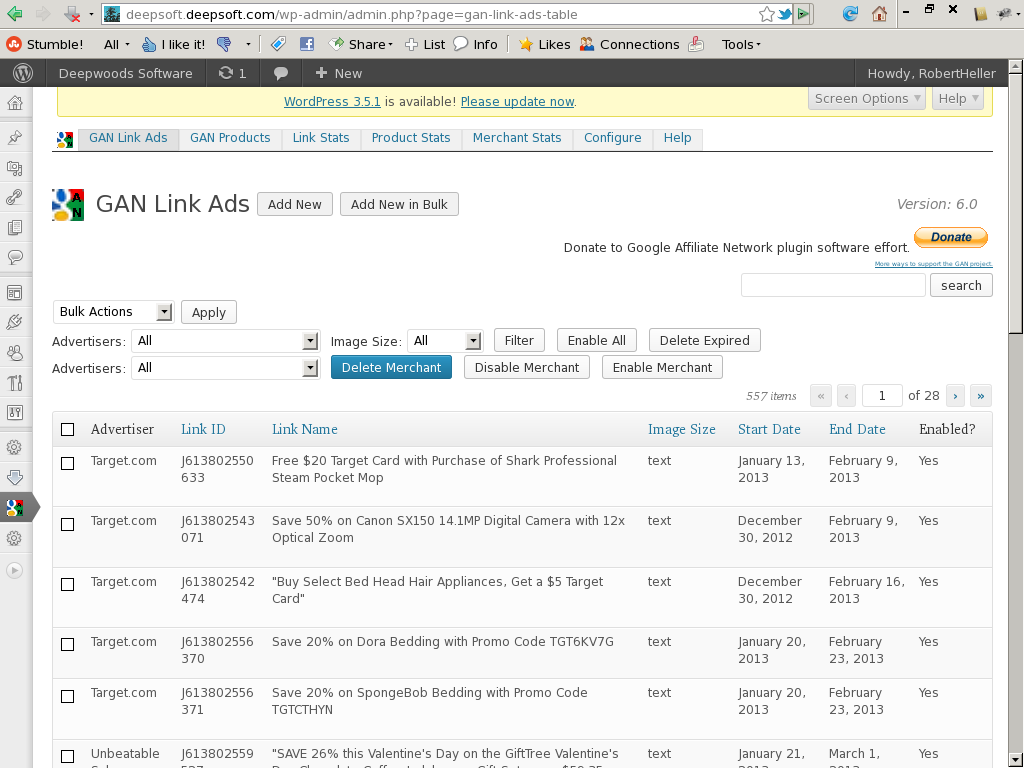 deepsoft.deepsoft.com/wp-admin/admin.php?page=gan-link-ads-table
Stumble! All I like it! Share List Info Likes Connections Tools
Deepwoods Software 1 New Howdy, RobertHeller
WordPress 3.5.1 is available! Please update now. Screen Options Help
GAN Link Ads GAN Products Link Stats Product Stats Merchant Stats Configure Help
GAN Link Ads Add New Add New in Bulk Version: 6.0
Donate to Google Affiliate Network plugin software effort. Donate
More ways to support the GAN project.
search
Bulk Actions Apply
Advertisers: All Image Size: All Filter Enable All Delete Expired
Advertisers: All Delete Merchant Disable Merchant Enable Merchant
557 items « ‹ 1 of 28 › »
Advertiser Link ID Link Name Image Size Start Date End Date Enabled?
Target.com J613802550 Free $20 Target Card with Purchase of Shark Professional text January 13, February 9, Yes
633 Steam Pocket Mop 2013 2013
Target.com J613802543 Save 50% on Canon SX150 14.1MP Digital Camera with 12x text December February 9, Yes
071 Optical Zoom 30, 2012 2013
Target.com J613802542 "Buy Select Bed Head Hair Appliances, Get a $5 Target text December February 16, Yes
474 Card" 30, 2012 2013
Target.com J613802556 Save 20% on Dora Bedding with Promo Code TGT6KV7G text January 20, February Yes
370 2013 23, 2013
Target.com J613802556 Save 20% on SpongeBob Bedding with Promo Code text January 20, February Yes
371 TGTCTHYN 2013 23, 2013
Unbeatable J613802559 "SAVE 26% this Valentine's Day on the GiftTree Valentine's text January 21, March 1, Yes